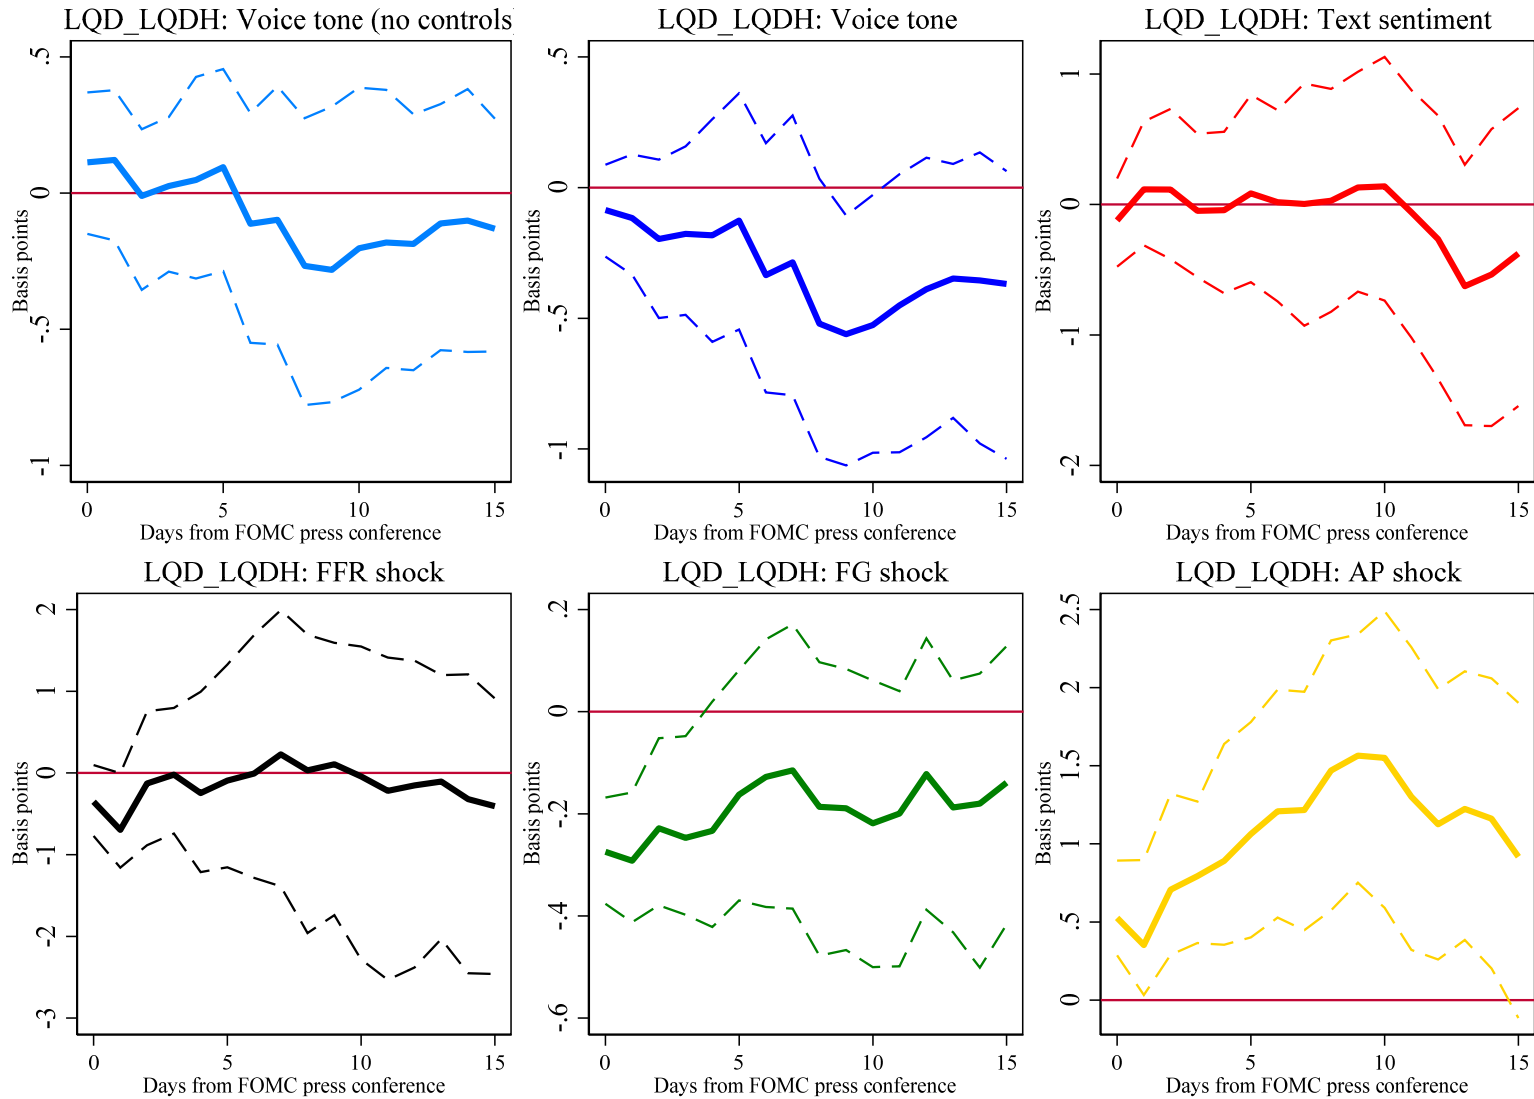 LQD_LQDH: Voice tone (no controls)
.5
0
-.5
-1
Basis points
0 5 10 15
Days from FOMC press conference
LQD_LQDH: Voice tone
.5
0
-.5
-1
Basis points
0 5 10 15
Days from FOMC press conference
LQD_LQDH: Text sentiment
1
0
-1
-2
Basis points
0 5 10 15
Days from FOMC press conference
LQD_LQDH: FFR shock
2
1
0
-1
-2
-3
Basis points
0 5 10 15
Days from FOMC press conference
LQD_LQDH: FG shock
.2
0
-.2
-.4
-.6
Basis points
0 5 10 15
Days from FOMC press conference
LQD_LQDH: AP shock
2.5
2
1.5
1
.5
0
Basis points
0 5 10 15
Days from FOMC press conference